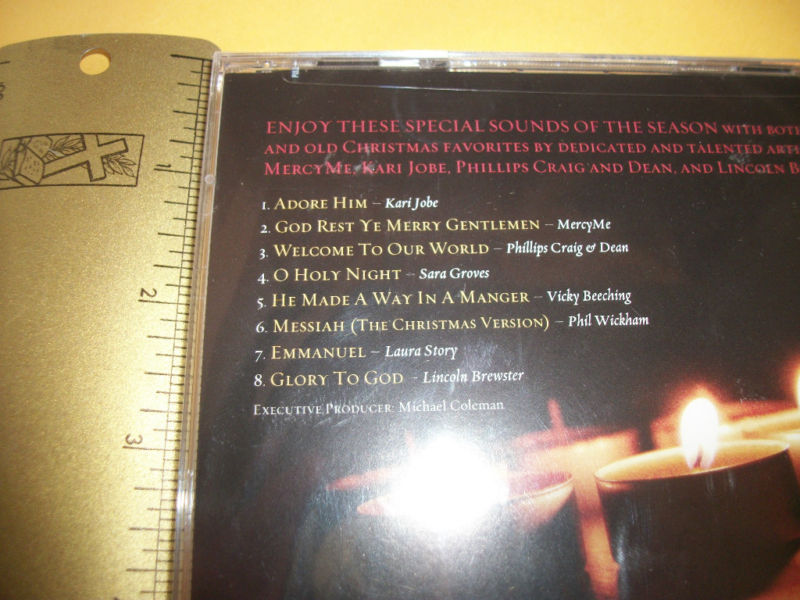 ENJOY THESE SPECIAL SOUNDS OF THE SEASON WITH BOTH
AND OLD CHRISTMAS FAVORITES BY DEDICATED AND TALENTED
MERCYME, KARI JOBE, PHILLIPS CRAIG AND DEAN, AND LINCOLN
1. ADORE HIM – Kari Jobe
2. GOD REST YE MERRY GENTLEMEN – MercyMe
3. WELCOME TO OUR WORLD – Phillips Craig & Dean
4. O HOLY NIGHT – Sara Groves
5. HE MADE A WAY IN A MANGER – Vicky Beeching
6. MESSIAH (THE CHRISTMAS VERSION) – Phil Wickham
7. EMMANUEL – Laura Story
8. GLORY TO GOD - Lincoln Brewster
EXECUTIVE PRODUCER: Michael Coleman
1
2
3